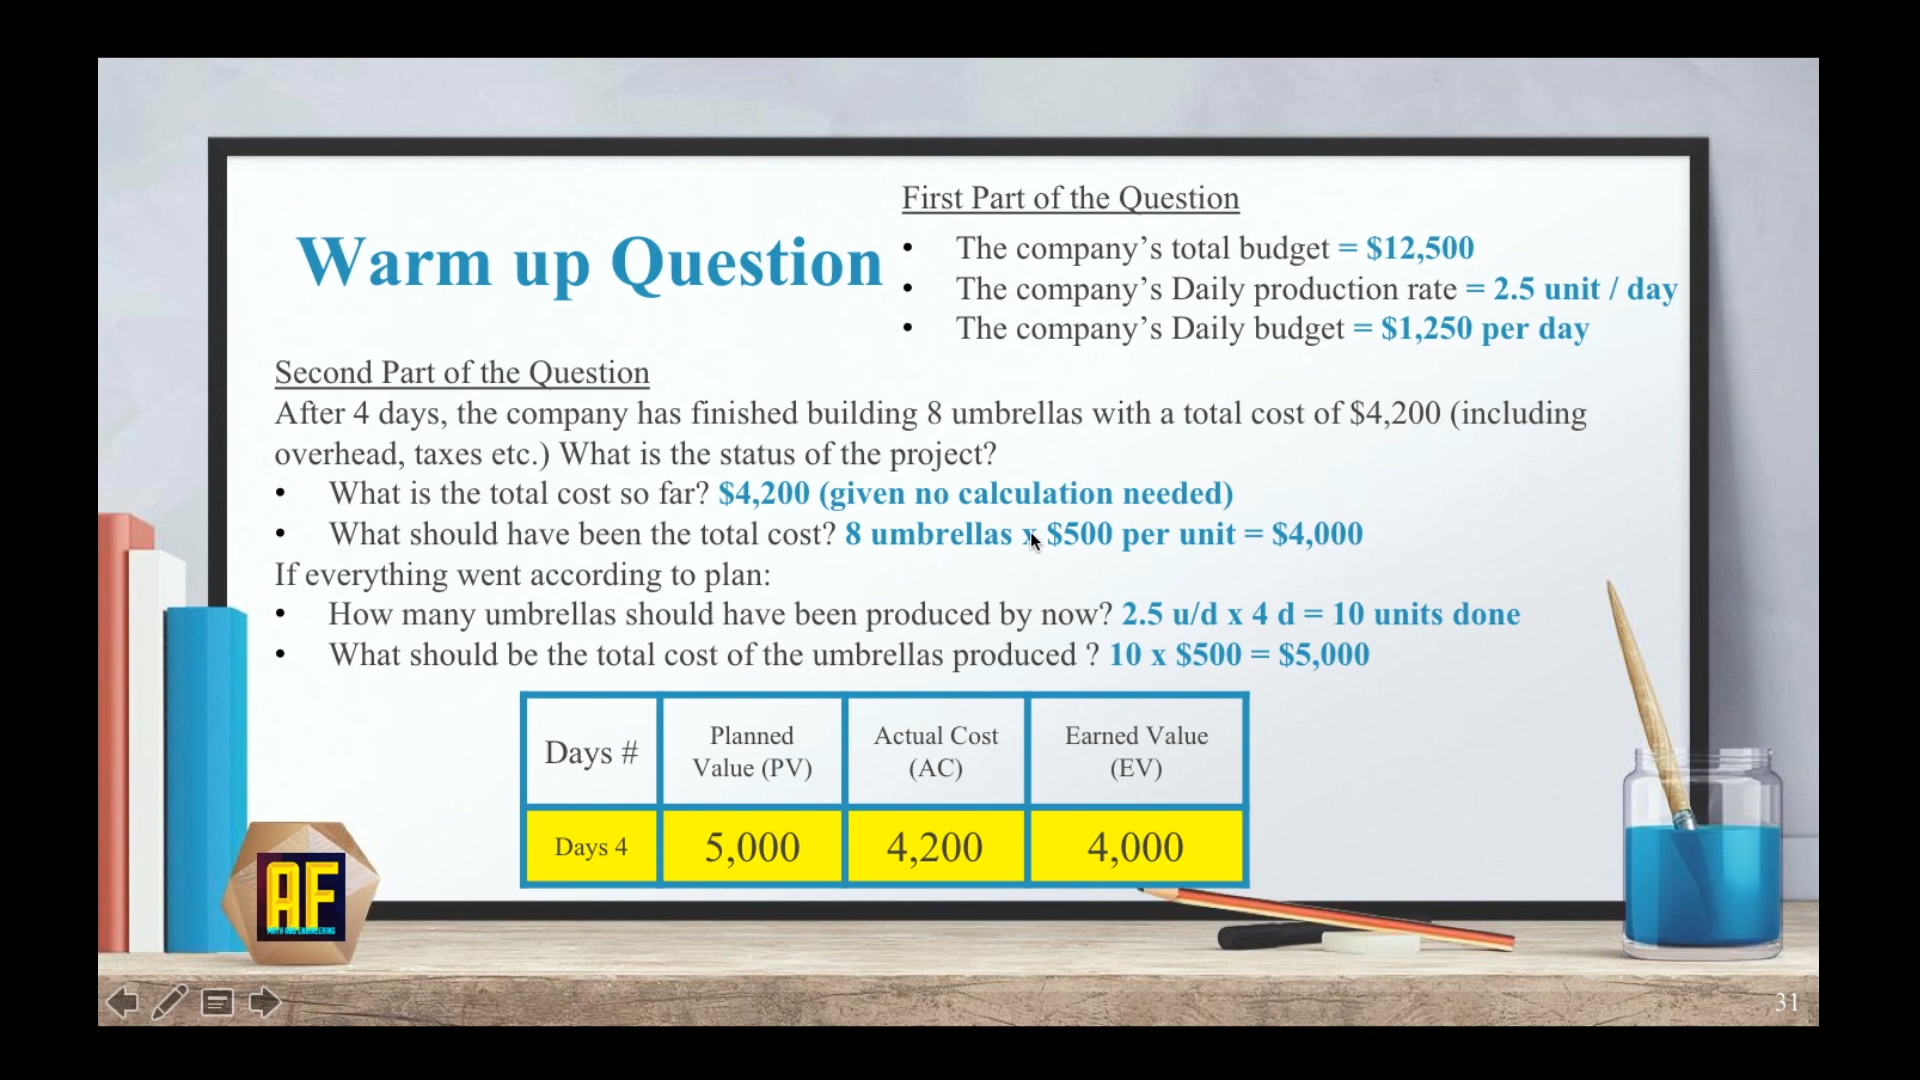 Warm up Question
First Part of the Question
• The company's total budget = $12,500
• The company's Daily production rate = 2.5 unit / day
• The company's Daily budget = $1,250 per day
Second Part of the Question
After 4 days, the company has finished building 8 umbrellas with a total cost of $4,200 (including
overhead, taxes etc.) What is the status of the project?
• What is the total cost so far? $4,200 (given no calculation needed)
• What should have been the total cost? 8 umbrellas x $500 per unit = $4,000
If everything went according to plan:
• How many umbrellas should have been produced by now? 2.5 u/d x 4 d = 10 units done
• What should be the total cost of the umbrellas produced ? 10 x $500 = $5,000
Days #
Planned
Value (PV)
Actual Cost
(AC)
Earned Value
(EV)
Days 4
5,000
4,200
4,000
AF
31